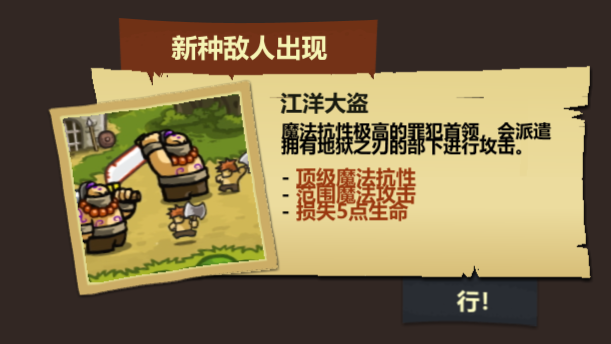 新种敌人出现
江洋大盗
魔法抗性极高的罪犯首领。会派遣
拥有地狱之刃的部下进行攻击。
- 顶级魔法抗性
- 范围魔法攻击
- 损失5点生命
行!